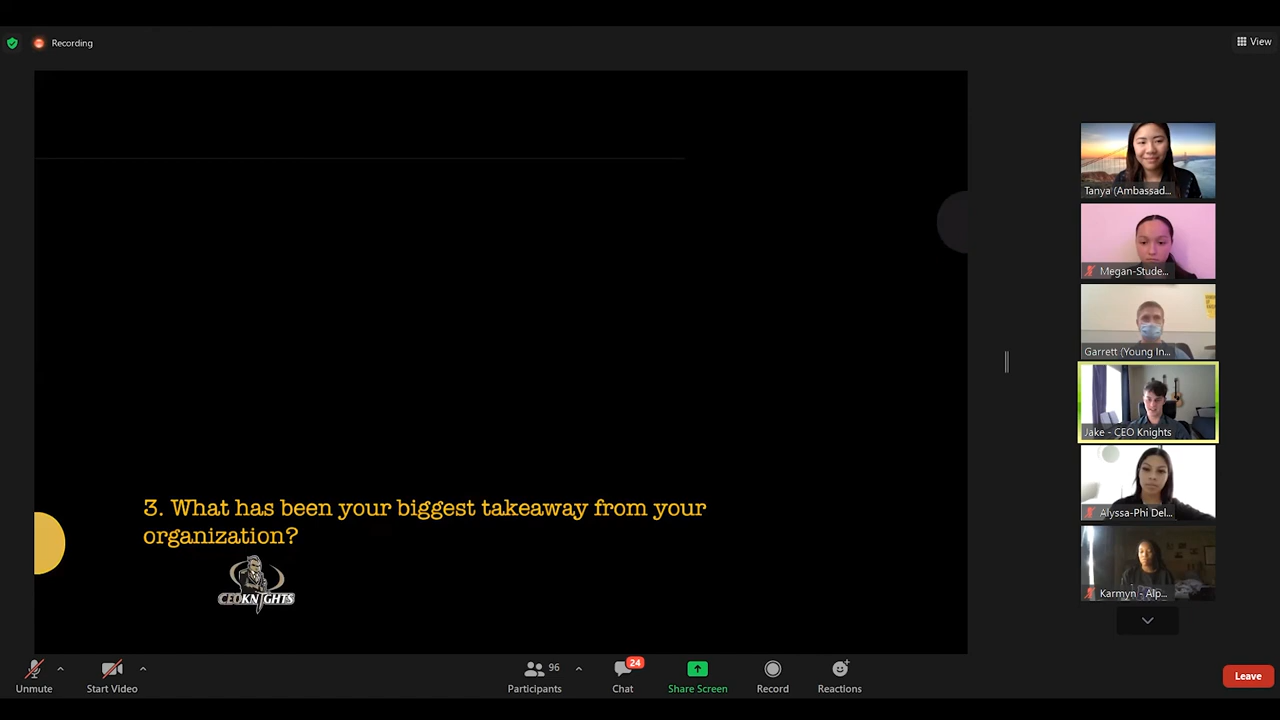 Recording
View
Tanya (Ambassad...
Megan-Stude...
Garrett (Young In...
Jake - CEO Knights
Alyssa-Phi Del...
Karmyn - Alp...
3. What has been your biggest takeaway from your
organization?
CEOKNIGHTS
Unmute
Start Video
96
Participants
24
Chat
Share Screen
Record
Reactions
Leave